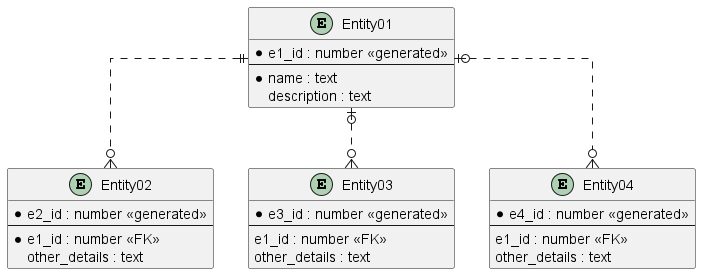 E Entity01
e1_id : number «generated»
name : text
description : text
E Entity02
e2_id : number «generated»
e1_id : number «FK»
other_details : text
E Entity03
e3_id : number «generated»
e1_id : number «FK»
other_details : text
E Entity04
e4_id : number «generated»
e1_id : number «FK»
other_details : text